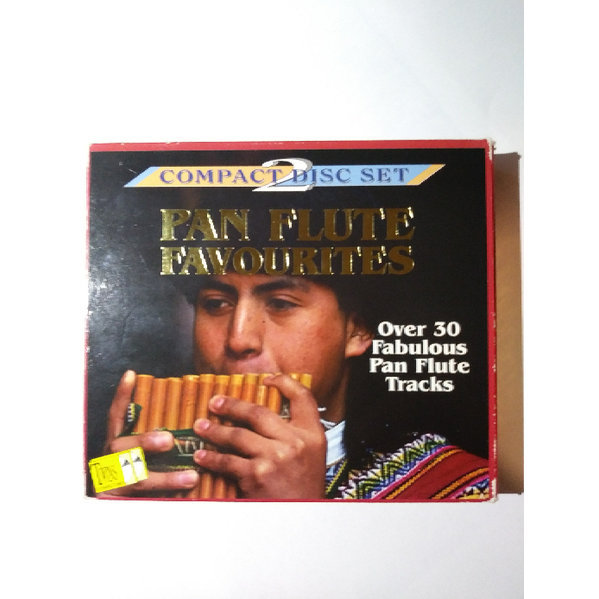 2
COMPACT DISC SET
PAN FLUTE
FAVOURITES
Over 30
Fabulous
Pan Flute
Tracks